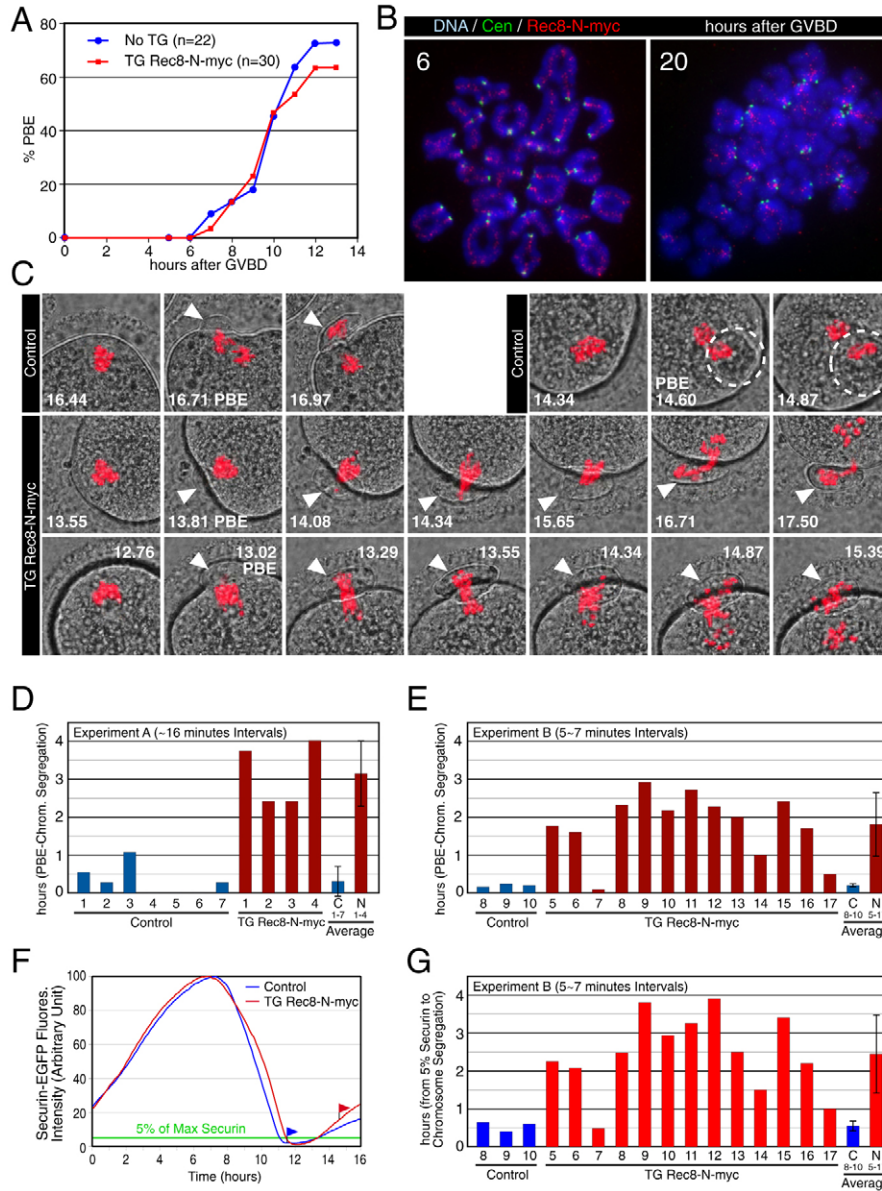 A
No TG (n=22)
TG Rec8-N-myc (n=30)
% PBE
80
60
40
20
0
0 2 4 6 8 10 12 14
hours after GVBD
B
DNA / Cen / Rec8-N-myc
hours after GVBD
6
20
C
Control
16.44
16.71 PBE
16.97
Control
14.34
PBE
14.60
14.87
TG Rec8-N-myc
13.55
13.81 PBE
14.08
14.34
15.65
16.71
17.50
12.76
13.02
PBE
13.29
13.55
14.34
14.87
15.39
D
Experiment A (~16 minutes Intervals)
hours (PBE-Chrom. Segregation)
4
3
2
1
0
1 2 3 4 5 6 7 1 2 3 4 C N
1-7 1-4
Control TG Rec8-N-myc Average
E
Experiment B (5~7 minutes Intervals)
hours (PBE-Chrom. Segregation)
4
3
2
1
0
8 9 10 5 6 7 8 9 10 11 12 13 14 15 16 17 C N
8-10 5-1
Control TG Rec8-N-myc Average
F
Control
TG Rec8-N-myc
Securin-EGFP Fluores.
Intensity (Arbitrary Unit)
100
80
60
40
20
0
5% of Max Securin
0 2 4 6 8 10 12 14 16
Time (hours)
G
Experiment B (5~7 minutes Intervals)
hours (from 5% Securin to
Chromosome Segregation)
4
3
2
1
0
8 9 10 5 6 7 8 9 10 11 12 13 14 15 16 17 C N
8-10 5-1
Control TG Rec8-N-myc Average